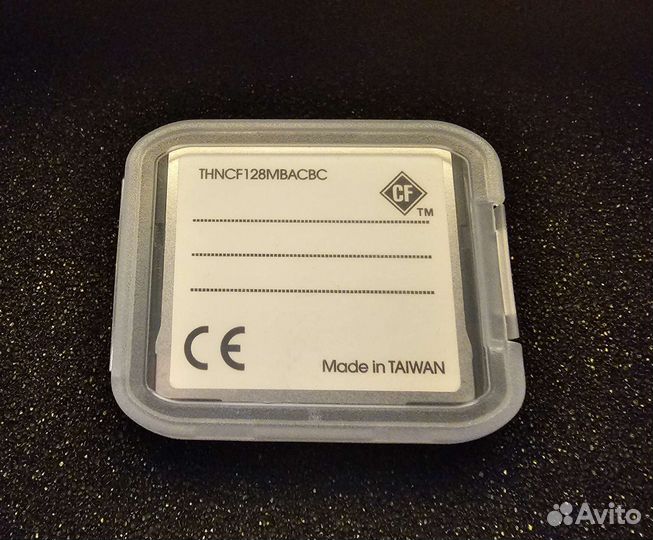 THNCF128MBACBC
CF
TM
CE
Made in TAIWAN
Avito